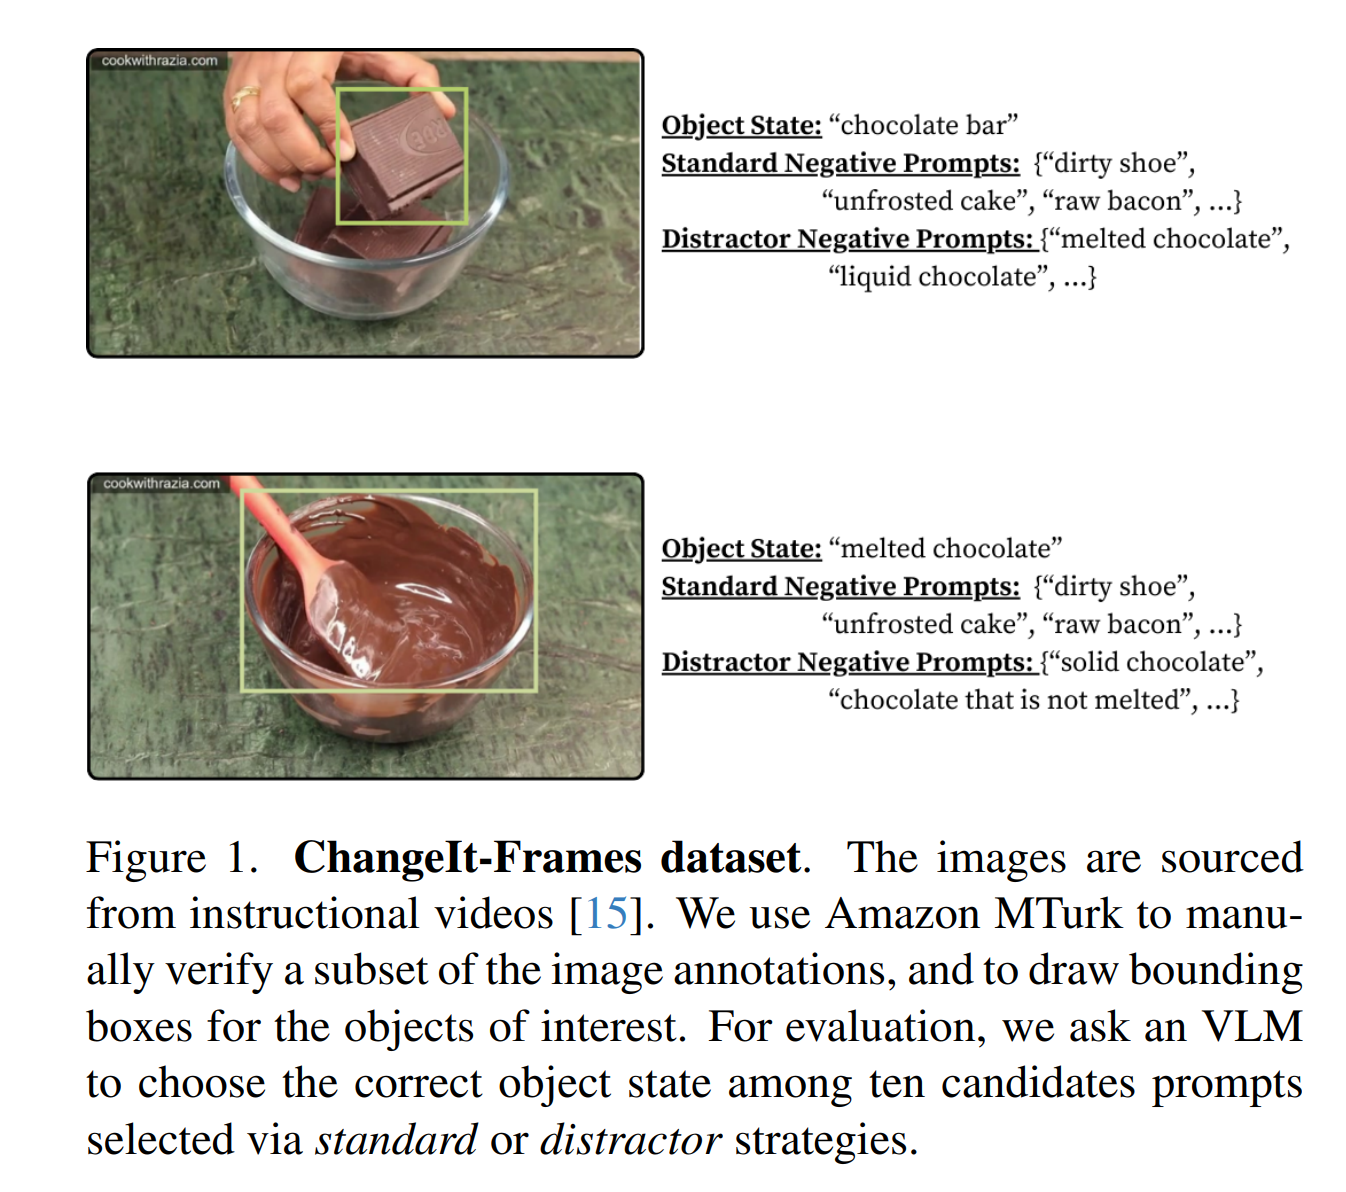 cookwithrazia.com
Object State: “chocolate bar”
Standard Negative Prompts: {“dirty shoe”,
“unfrosted cake”, “raw bacon”, ...}
Distractor Negative Prompts: {“melted chocolate”,
“liquid chocolate”, ...}
cookwithrazia.com
Object State: “melted chocolate”
Standard Negative Prompts: {“dirty shoe”,
“unfrosted cake”, “raw bacon”, ...}
Distractor Negative Prompts: {“solid chocolate”,
“chocolate that is not melted”, ...}
Figure 1. ChangeIt-Frames dataset. The images are sourced
from instructional videos [15]. We use Amazon MTurk to manu-
ally verify a subset of the image annotations, and to draw bounding
boxes for the objects of interest. For evaluation, we ask an VLM
to choose the correct object state among ten candidates prompts
selected via standard or distractor strategies.